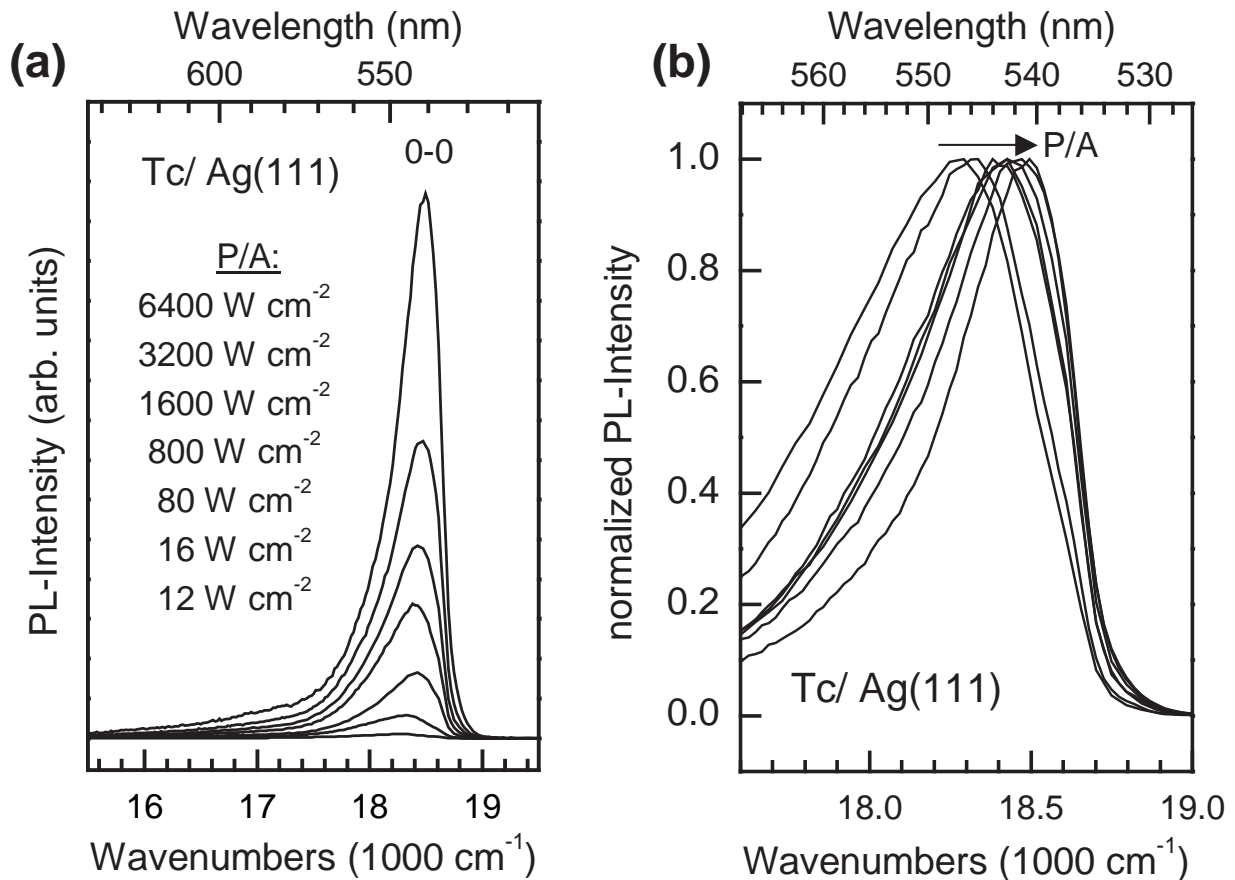 Wavelength (nm)
(a)
600 550
0-0
Tc/ Ag(111)
P/A:
6400 W cm⁻²
3200 W cm⁻²
1600 W cm⁻²
800 W cm⁻²
80 W cm⁻²
16 W cm⁻²
12 W cm⁻²
PL-Intensity (arb. units)
16 17 18 19
Wavenumbers (1000 cm⁻¹)
Wavelength (nm)
(b)
560 550 540 530
P/A
1.0
0.8
0.6
0.4
0.2
0.0
normalized PL-Intensity
Tc/ Ag(111)
18.0 18.5 19.0
Wavenumbers (1000 cm⁻¹)